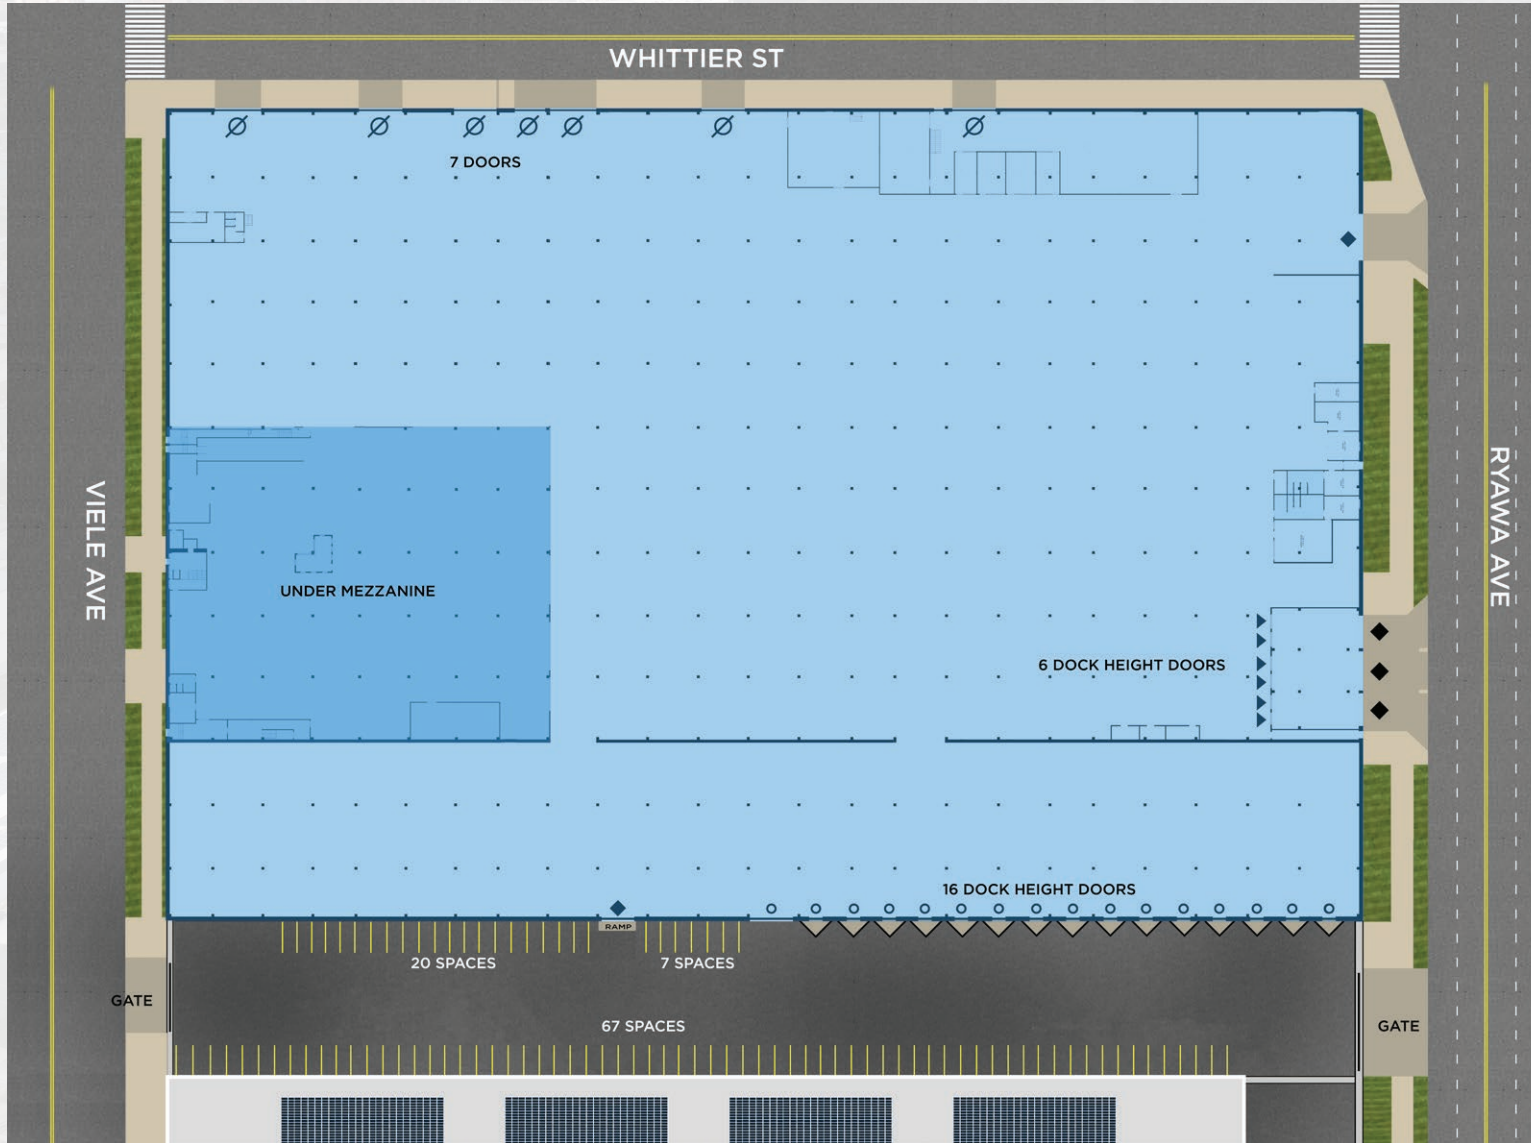 WHITTIER ST
7 DOORS
VIELE AVE
RYAWA AVE
UNDER MEZZANINE
6 DOCK HEIGHT DOORS
16 DOCK HEIGHT DOORS
RAMP
20 SPACES
7 SPACES
GATE
67 SPACES
GATE